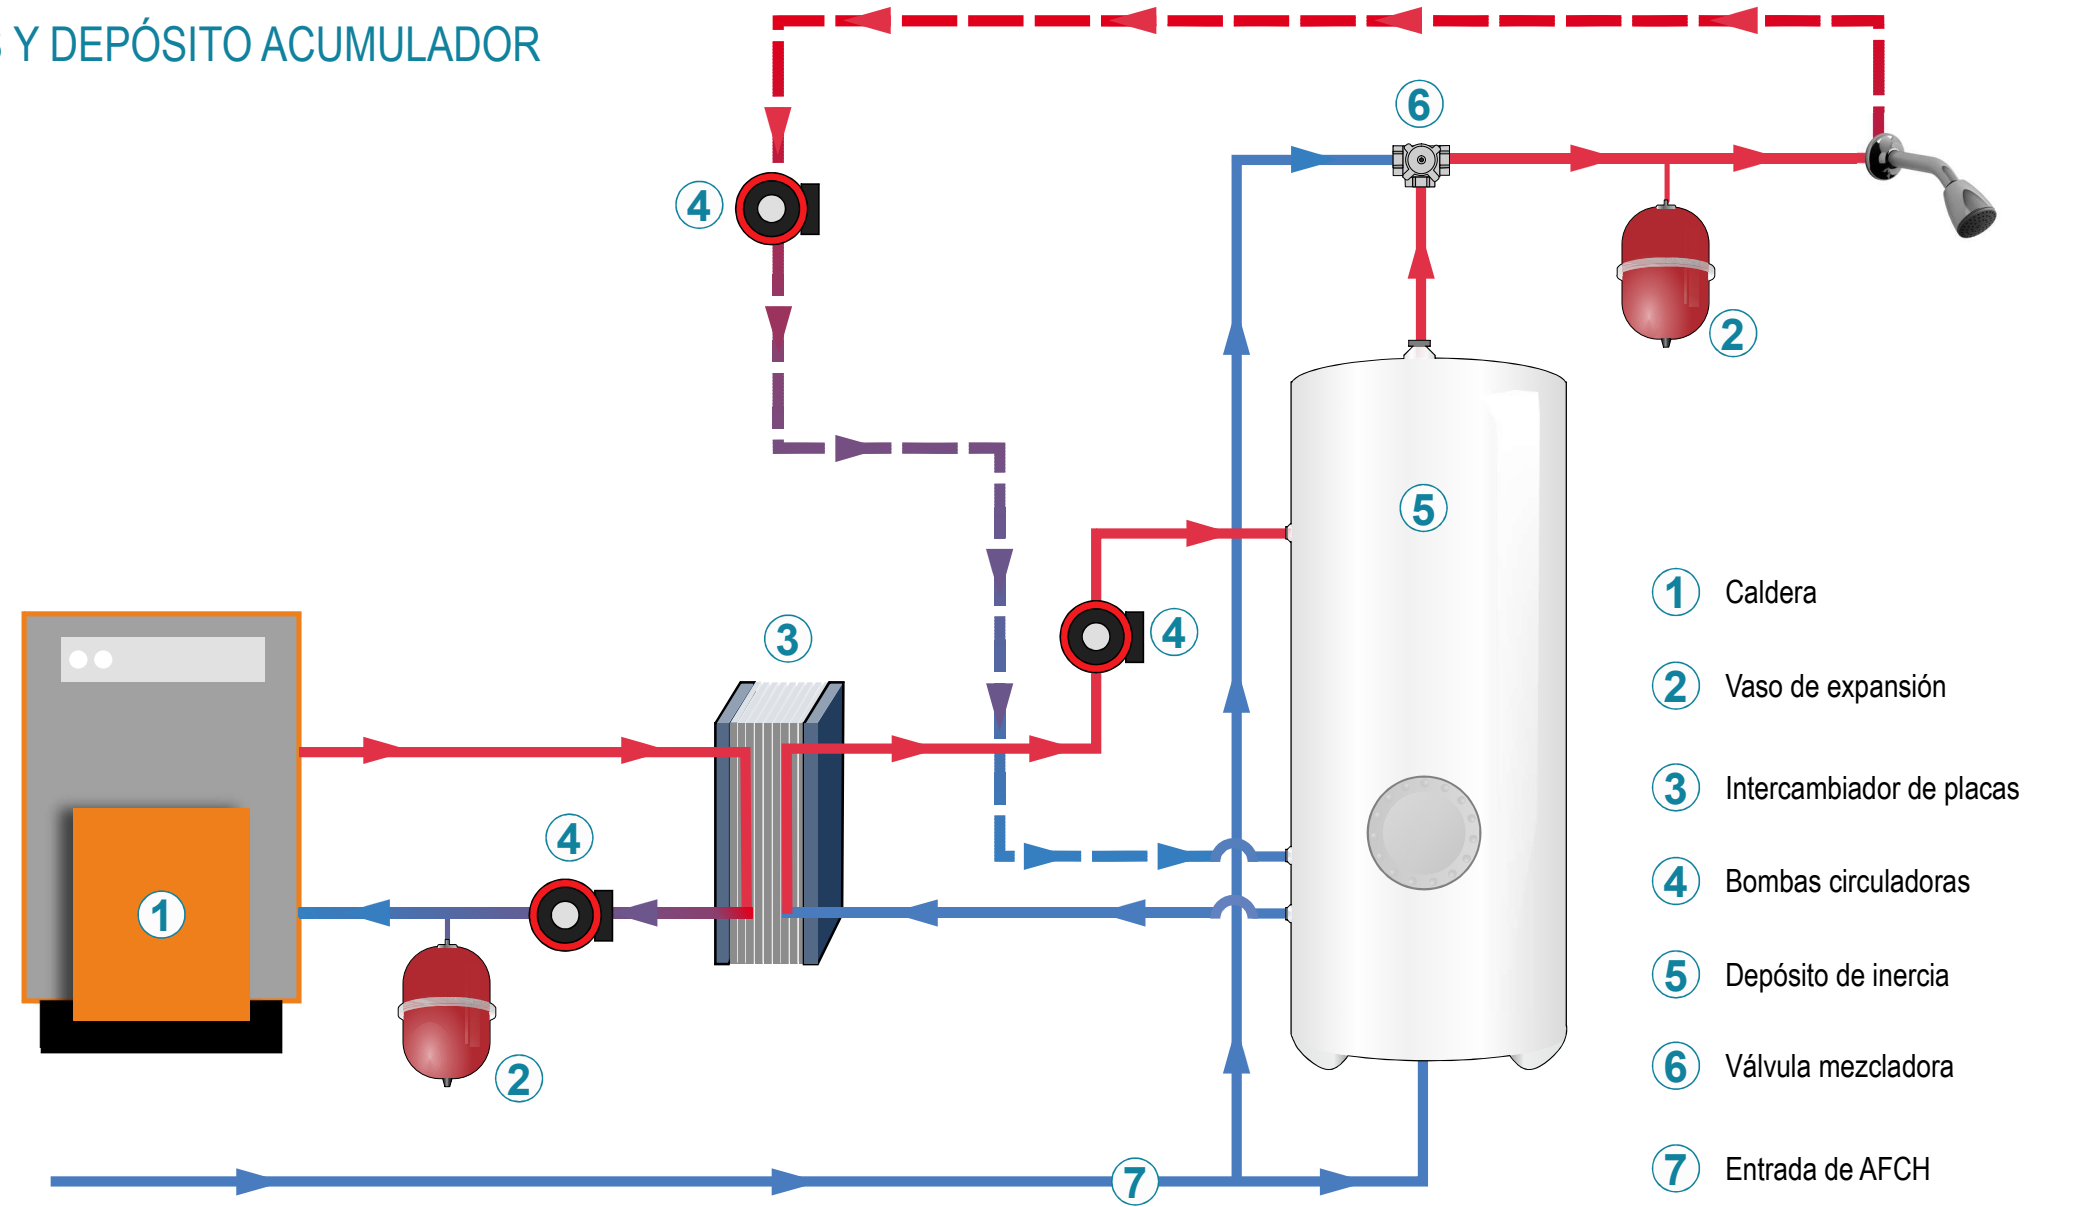 Y DEPÓSITO ACUMULADOR
6
4
2
5
3
4
4
1
2
7
1 Caldera
2 Vaso de expansión
3 Intercambiador de placas
4 Bombas circuladoras
5 Depósito de inercia
6 Válvula mezcladora
7 Entrada de AFCH